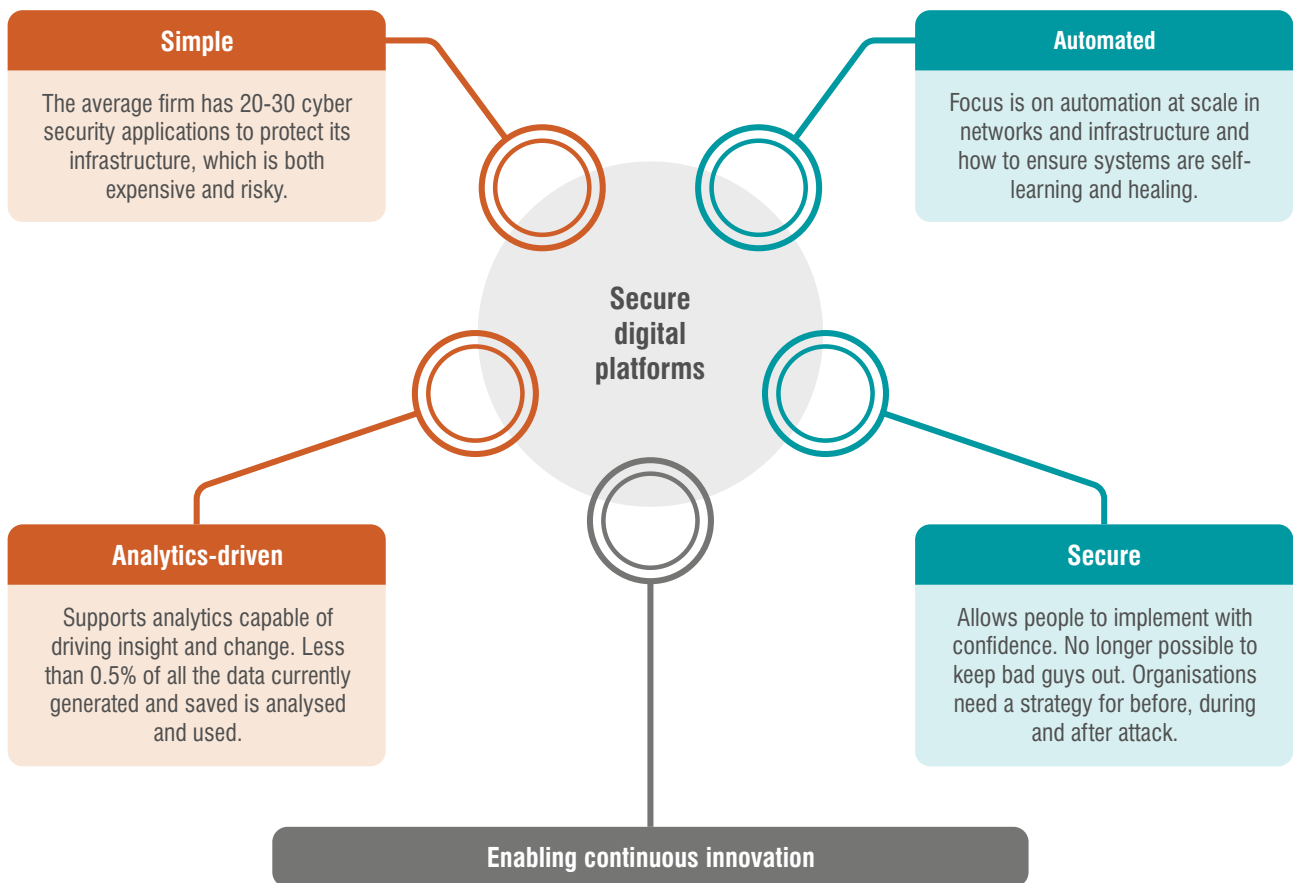 Simple
The average firm has 20-30 cyber
security applications to protect its
infrastructure, which is both
expensive and risky.
Automated
Focus is on automation at scale in
networks and infrastructure and
how to ensure systems are self-
learning and healing.
Secure
digital
platforms
Analytics-driven
Supports analytics capable of
driving insight and change. Less
than 0.5% of all the data currently
generated and saved is analysed
and used.
Secure
Allows people to implement with
confidence. No longer possible to
keep bad guys out. Organisations
need a strategy for before, during
and after attack.
Enabling continuous innovation